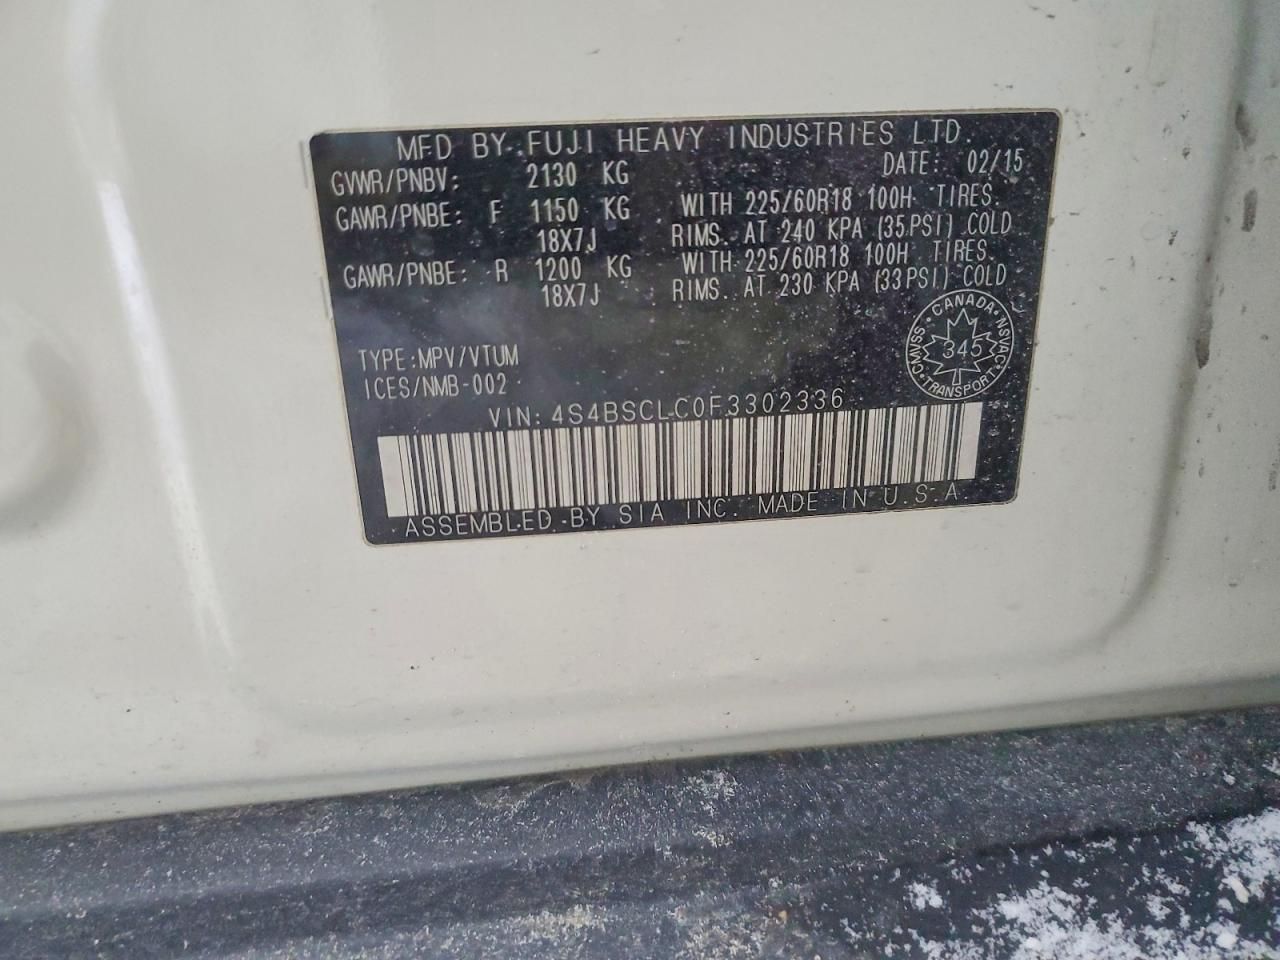 MFD BY FUJI HEAVY INDUSTRIES LTD.
DATE: 02/15
GVWR/PNBV: 2130 KG
GAWR/PNBE: F 1150 KG WITH 225/60R18 100H TIRES.
18X7J RIMS. AT 240 KPA (35PSI) COLD
GAWR/PNBE: R 1200 KG WITH 225/60R18 100H TIRES.
18X7J RIMS. AT 230 KPA (33PSI) COLD
CANADA
CMVSS 345 NSVAC
TRANSPORT
TYPE:MPV/VTUM
ICES/NMB-002
VIN: 4S4BSCLC0F3302336
ASSEMBLED BY SIA INC. MADE IN U.S.A